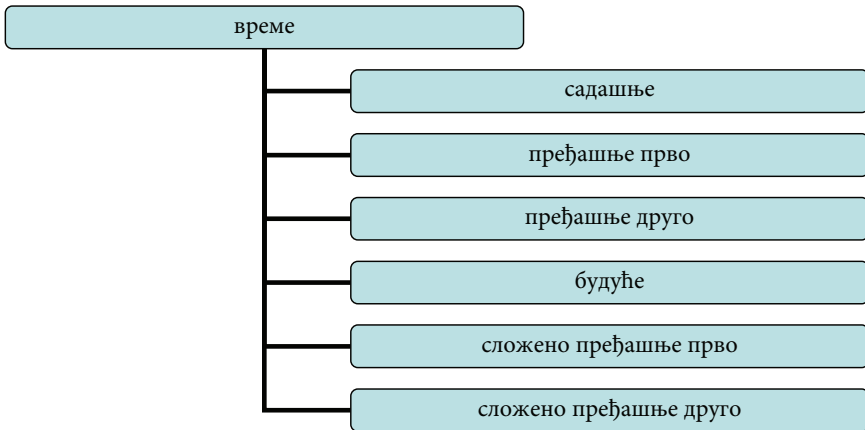 време
садашње
пређашње прво
пређашње друго
будуће
сложено пређашње прво
сложено пређашње друго